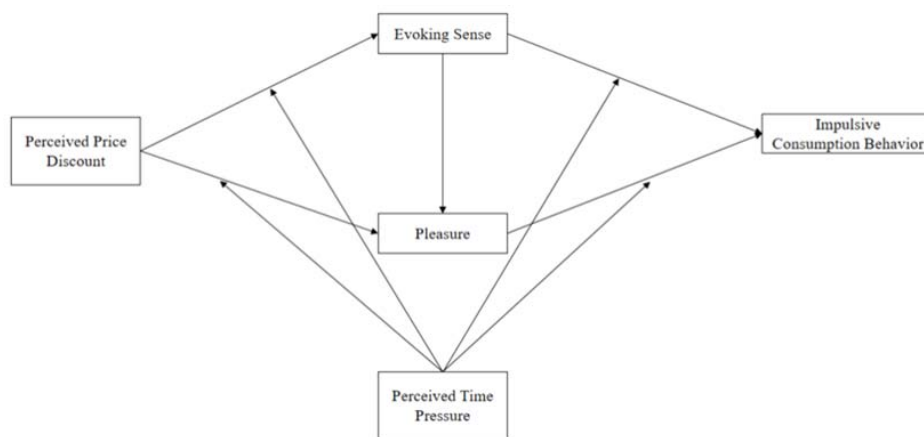 Evoking Sense
Perceived Price
Discount
Impulsive
Consumption Behavior
Pleasure
Perceived Time
Pressure